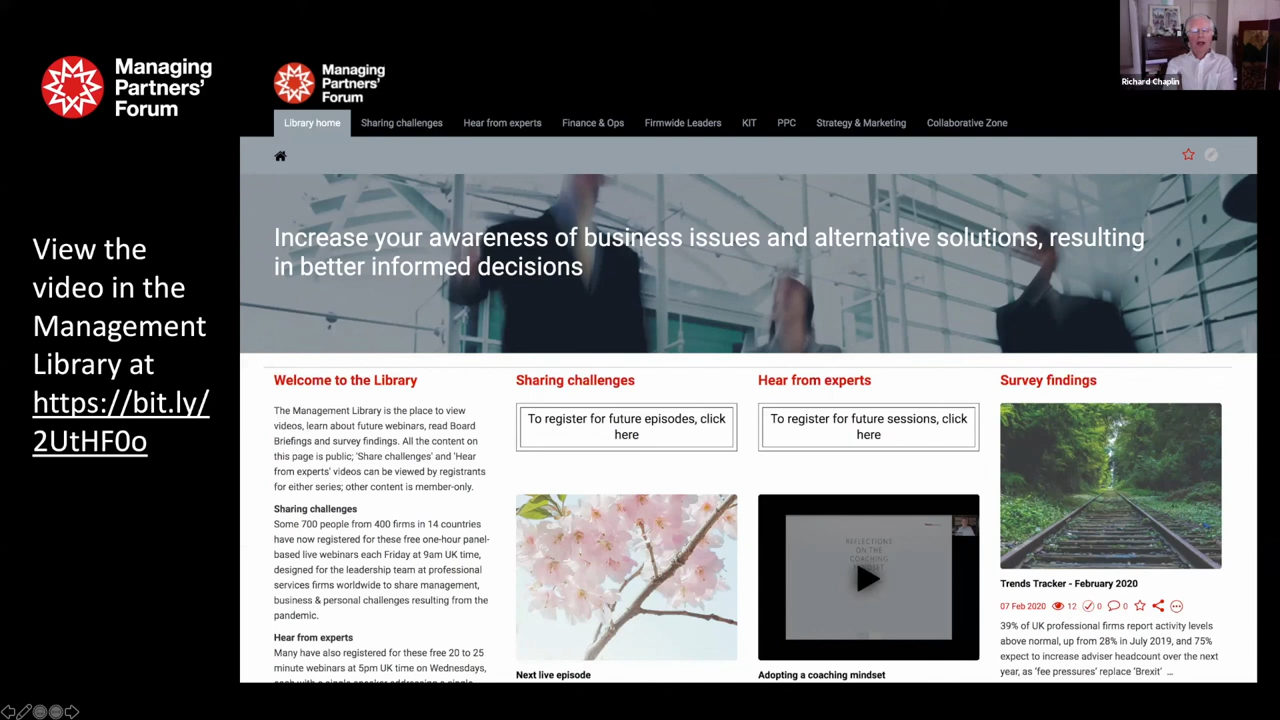 Richard Chaplin
Managing
Partners'
Forum
Managing
Partners'
Forum
Library home
Sharing challenges
Hear from experts
Finance & Ops
Firmwide Leaders
KIT
PPC
Strategy & Marketing
Collaborative Zone
View the
video in the
Management
Library at
https://bit.ly/
2UtHF0o
Increase your awareness of business issues and alternative solutions, resulting
in better informed decisions
Welcome to the Library
The Management Library is the place to view
videos, learn about future webinars, read Board
Briefings and survey findings. All the content on
this page is public; 'Share challenges' and 'Hear
from experts' videos can be viewed by registrants
for either series; other content is member-only.
Sharing challenges
Some 700 people from 400 firms in 14 countries
have now registered for these free one-hour panel-
based live webinars each Friday at 9am UK time,
designed for the leadership team at professional
services firms worldwide to share management,
business & personal challenges resulting from the
pandemic.
Hear from experts
Many have also registered for these free 20 to 25
minute webinars at 5pm UK time on Wednesdays,
each with a single speaker addressing a single
Sharing challenges
To register for future episodes, click
here
Next live episode
Hear from experts
To register for future sessions, click
here
REFLECTIONS
ON THE
COACHING
MINDSET
Adopting a coaching mindset
Survey findings
Trends Tracker - February 2020
07 Feb 2020 12 0 0
39% of UK professional firms report activity levels
above normal, up from 28% in July 2019, and 75%
expect to increase adviser headcount over the next
year, as 'fee pressures' replace 'Brexit' ...